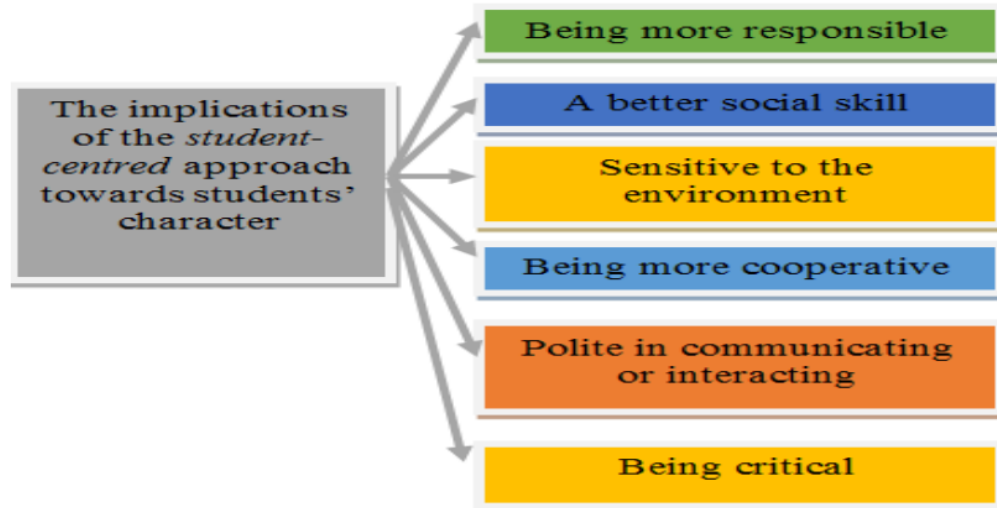 The implications
of the student-
centred approach
towards students’
character
Being more responsible
A better social skill
Sensitive to the
environment
Being more cooperative
Polite in communicating
or interacting
Being critical